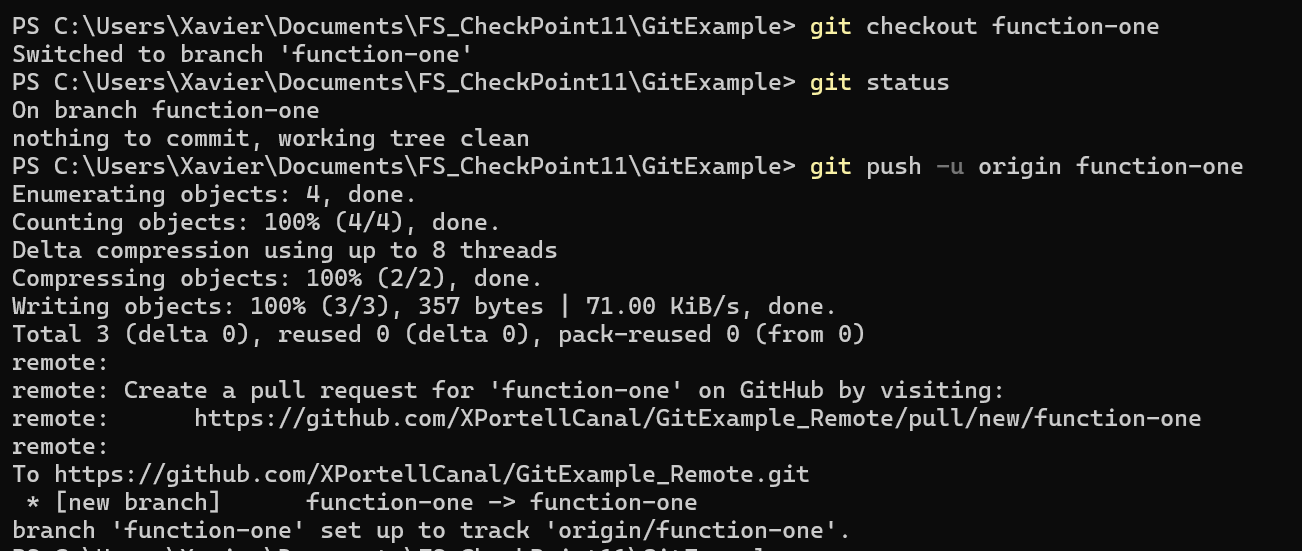 PS C:\Users\Xavier\Documents\FS_CheckPoint11\GitExample> git checkout function-one
Switched to branch 'function-one'
PS C:\Users\Xavier\Documents\FS_CheckPoint11\GitExample> git status
On branch function-one
nothing to commit, working tree clean
PS C:\Users\Xavier\Documents\FS_CheckPoint11\GitExample> git push -u origin function-one
Enumerating objects: 4, done.
Counting objects: 100% (4/4), done.
Delta compression using up to 8 threads
Compressing objects: 100% (2/2), done.
Writing objects: 100% (3/3), 357 bytes | 71.00 KiB/s, done.
Total 3 (delta 0), reused 0 (delta 0), pack-reused 0 (from 0)
remote:
remote: Create a pull request for 'function-one' on GitHub by visiting:
remote:      https://github.com/XPortellCanal/GitExample_Remote/pull/new/function-one
remote:
To https://github.com/XPortellCanal/GitExample_Remote.git
 * [new branch]      function-one -> function-one
branch 'function-one' set up to track 'origin/function-one'.